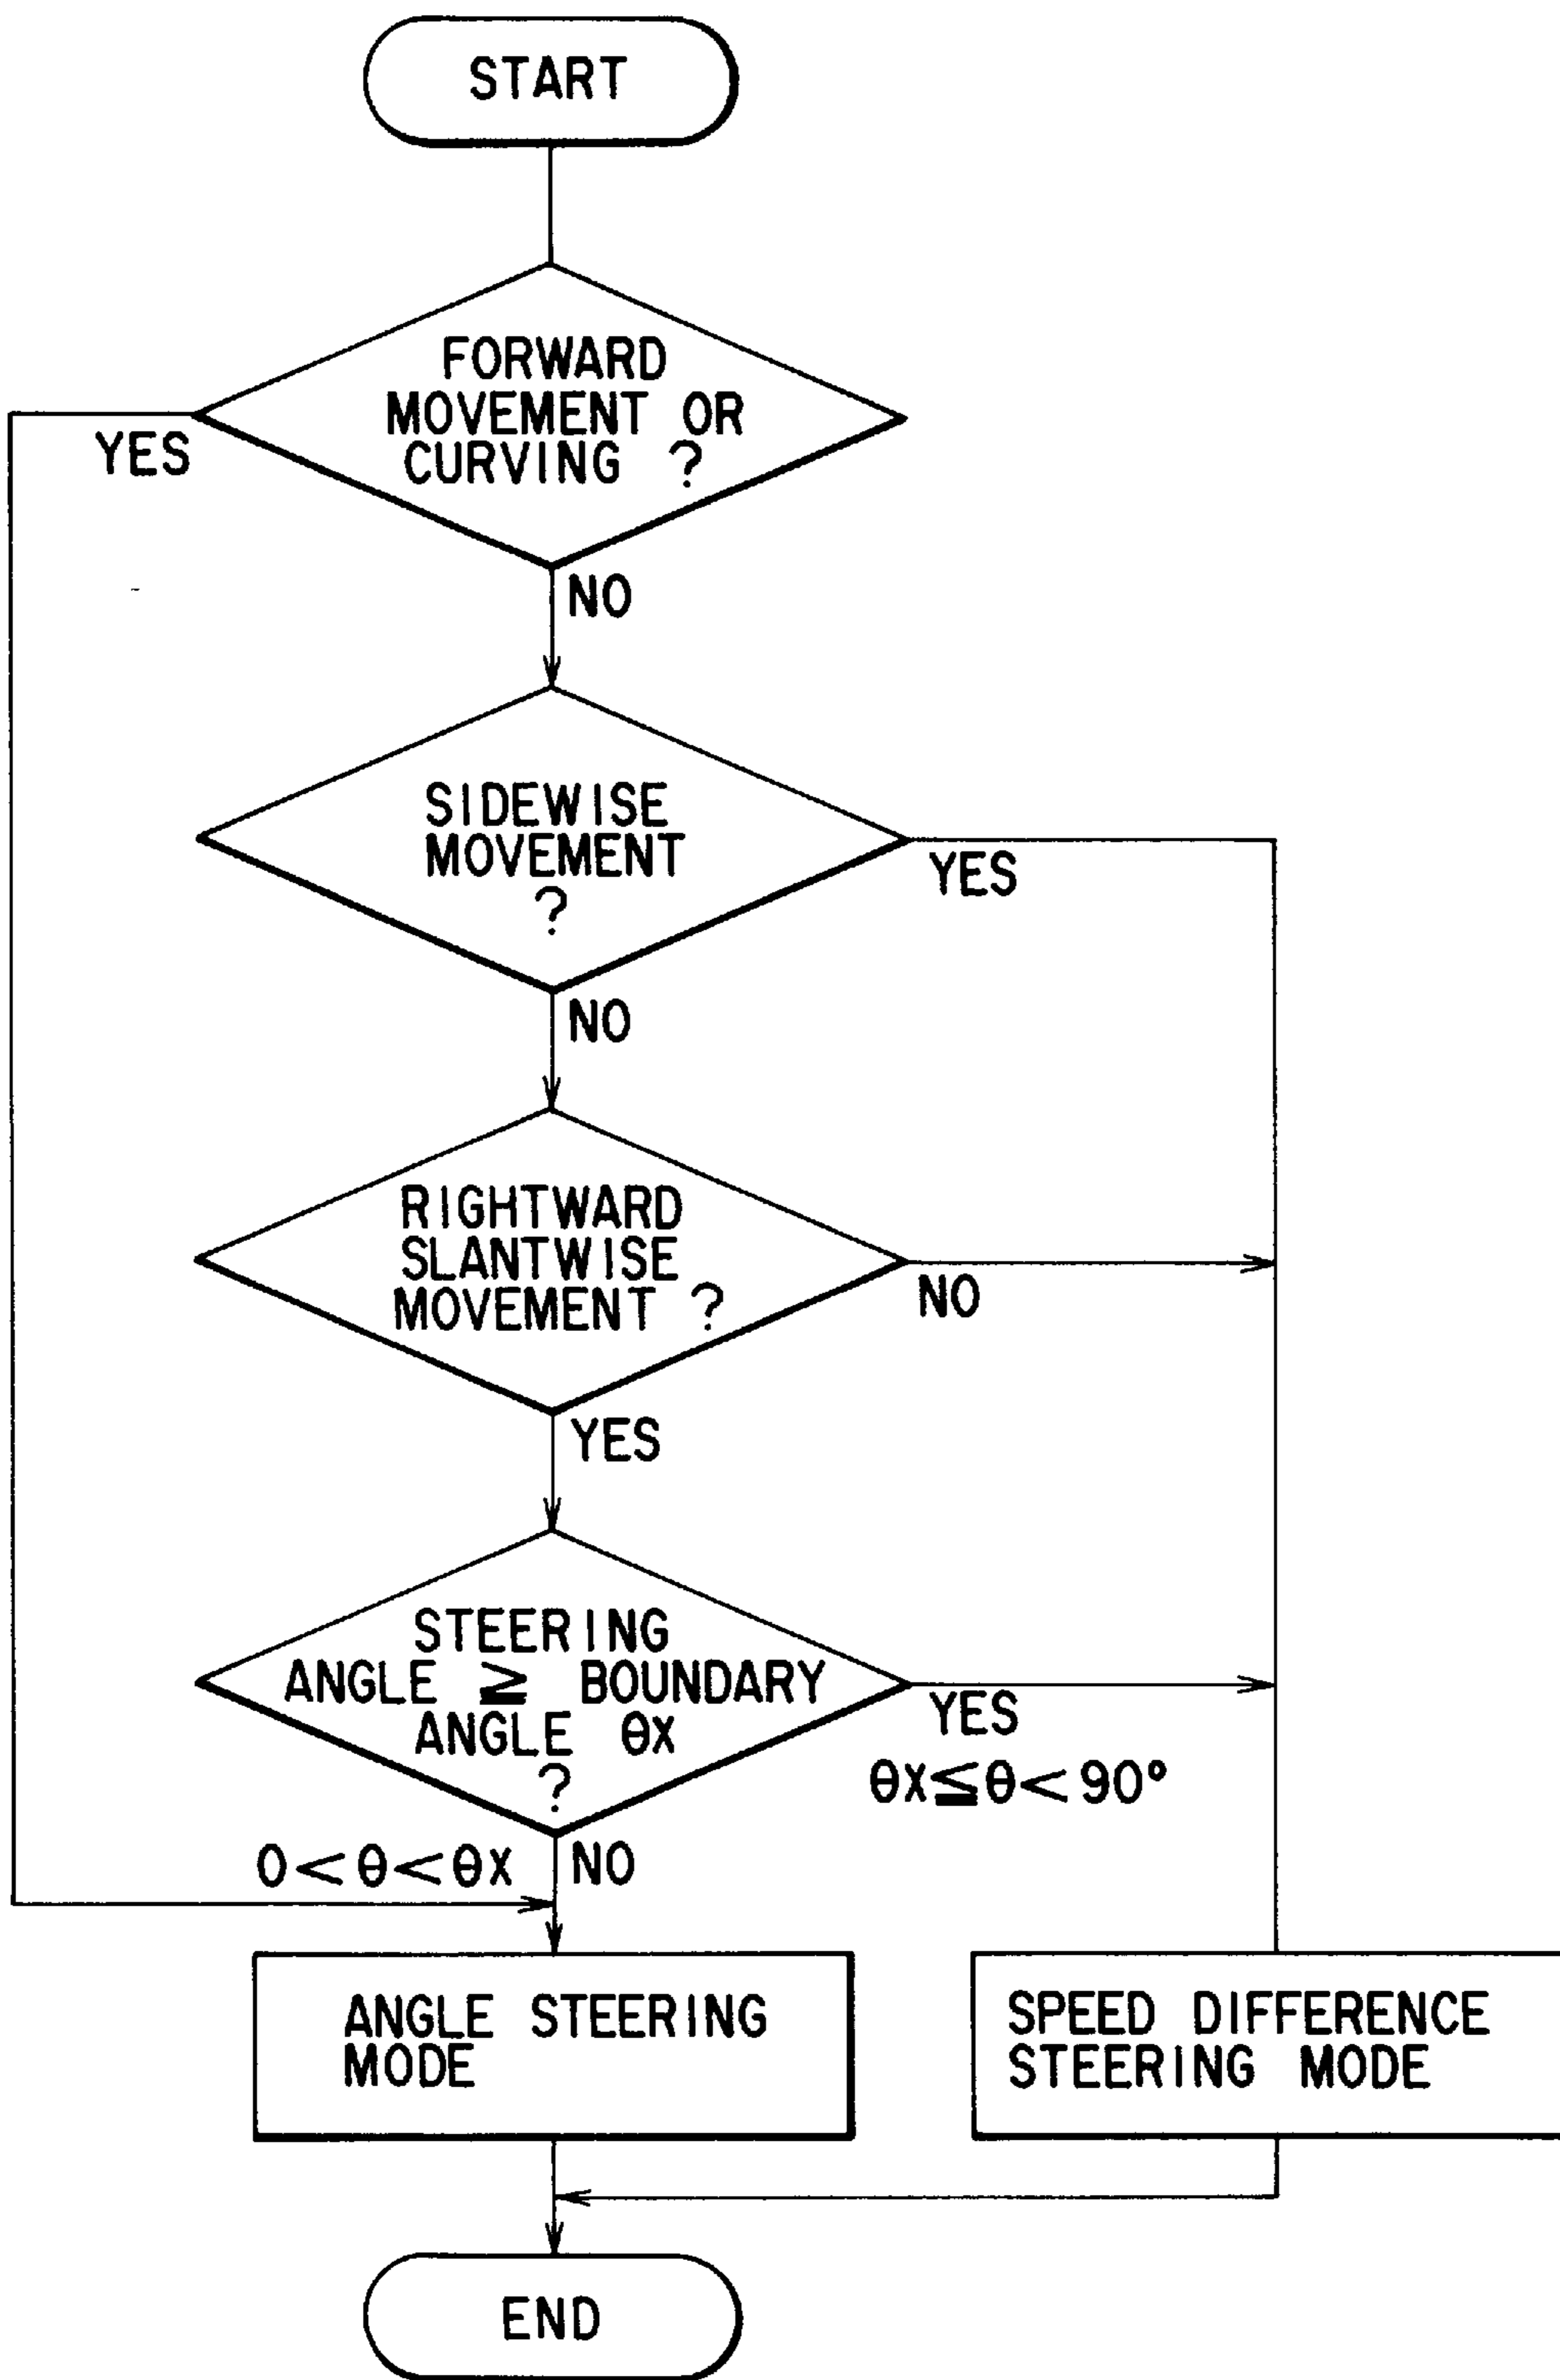 START
FORWARD
MOVEMENT OR
CURVING ?
YES
NO
SIDEWISE
MOVEMENT
?
YES
NO
RIGHTWARD
SLANTWISE
MOVEMENT ?
NO
YES
STEERING
ANGLE ≧ BOUNDARY
ANGLE θX
?
YES
θX≦θ<90°
0<θ<θX
NO
ANGLE STEERING
MODE
SPEED DIFFERENCE
STEERING MODE
END